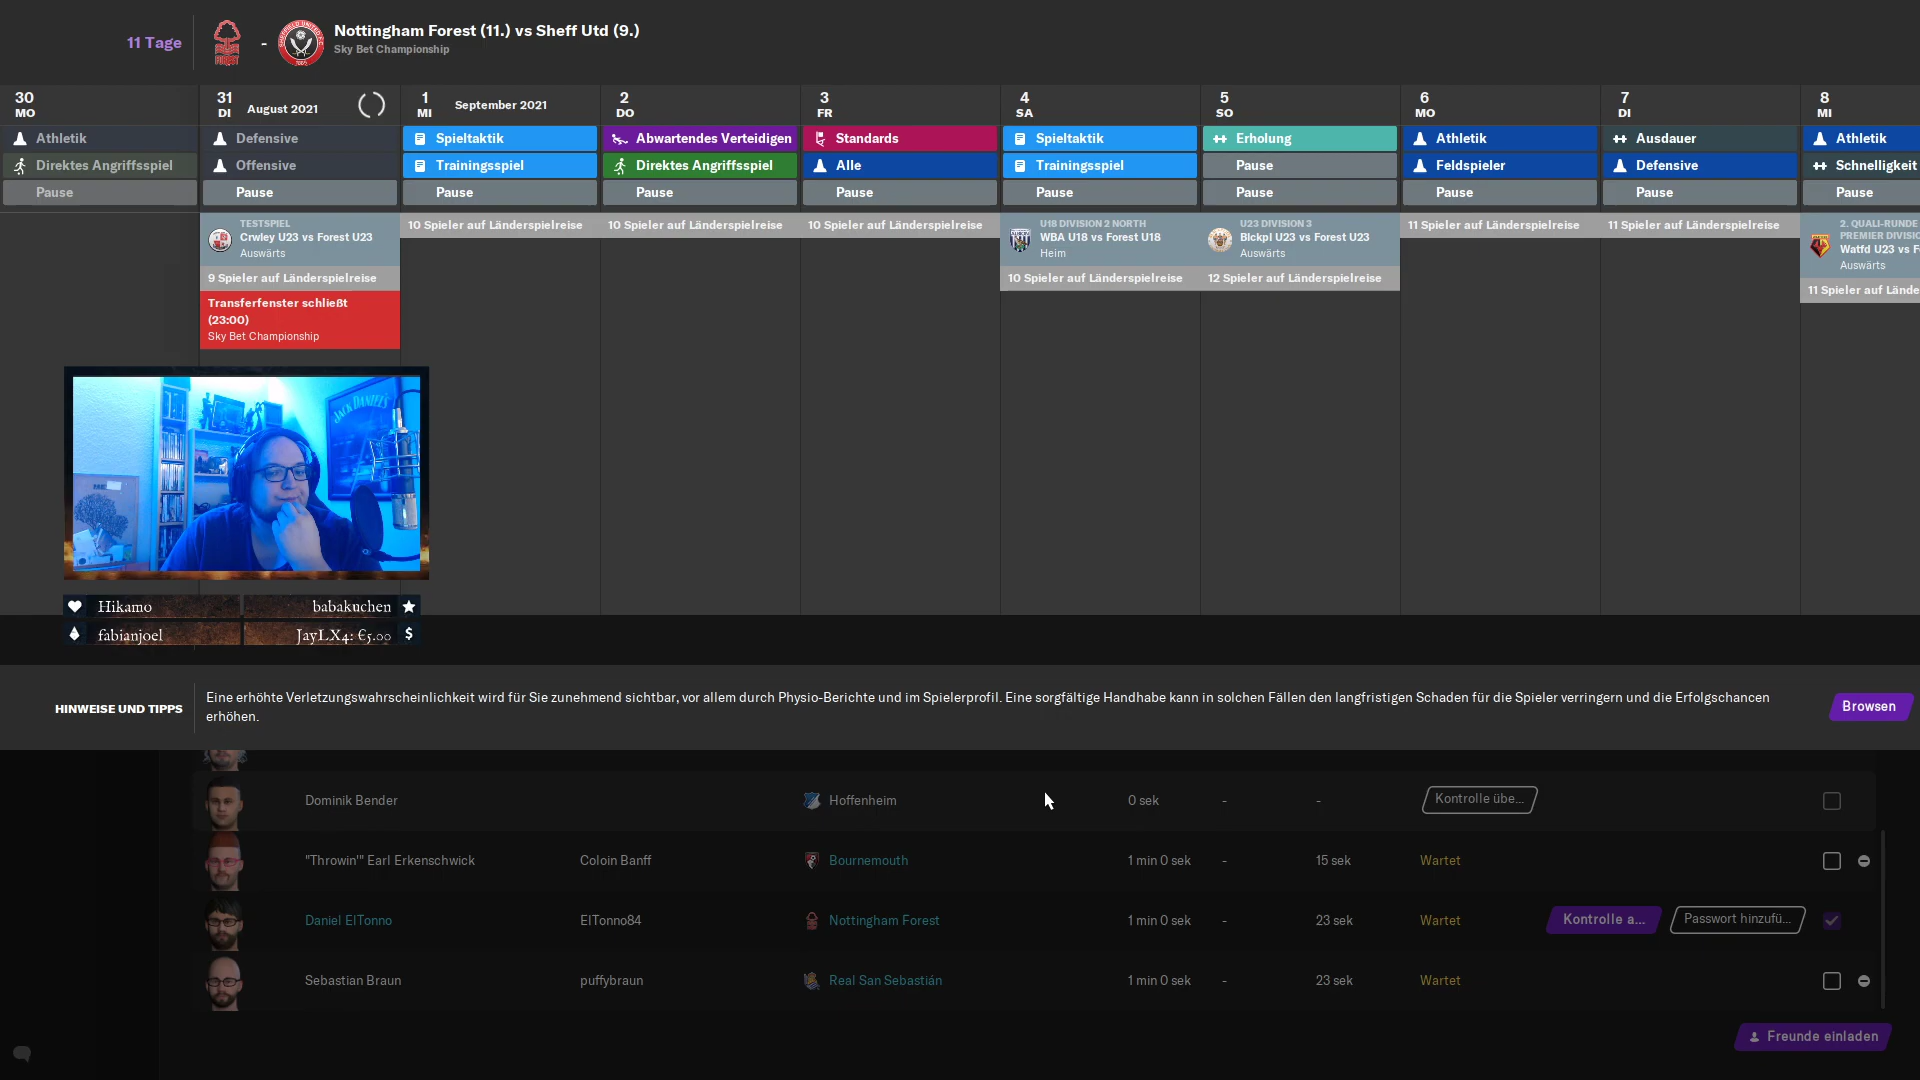 11 Tage
-
Nottingham Forest (11.) vs Sheff Utd (9.)
Sky Bet Championship
30 MO
31 DI August 2021
1 MI September 2021
2 DO
3 FR
4 SA
5 SO
6 MO
7 DI
8 MI
Athletik
Defensive
Spieltaktik
Abwartendes Verteidigen
Standards
Spieltaktik
Erholung
Athletik
Ausdauer
Athletik
Direktes Angriffsspiel
Offensive
Trainingsspiel
Direktes Angriffsspiel
Alle
Trainingsspiel
Pause
Feldspieler
Defensive
Schnelligkeit
Pause
Pause
Pause
Pause
Pause
Pause
Pause
Pause
Pause
Pause
TESTSPIEL
Crwley U23 vs Forest U23
Auswärts
9 Spieler auf Länderspielreise
Transferfenster schließt
(23:00)
Sky Bet Championship
10 Spieler auf Länderspielreise
10 Spieler auf Länderspielreise
10 Spieler auf Länderspielreise
U18 DIVISION 2 NORTH
WBA U18 vs Forest U18
Heim
10 Spieler auf Länderspielreise
U23 DIVISION 3
Blckpl U23 vs Forest U23
Auswärts
12 Spieler auf Länderspielreise
11 Spieler auf Länderspielreise
11 Spieler auf Länderspielreise
2. QUALI-RUNDE
PREMIER DIVISIO
Watfd U23 vs F
Auswärts
11 Spieler auf Lände
JACK DANIEL'S
Hikamo
babakuchen
fabianjoel
JayLX4: €5.00
HINWEISE UND TIPPS
Eine erhöhte Verletzungswahrscheinlichkeit wird für Sie zunehmend sichtbar, vor allem durch Physio-Berichte und im Spielerprofil. Eine sorgfältige Handhabe kann in solchen Fällen den langfristigen Schaden für die Spieler verringern und die Erfolgschancen
erhöhen.
Browsen
Dominik Bender Hoffenheim 0 sek - - Kontrolle übe...
"Throwin'" Earl Erkenschwick Coloin Banff Bournemouth 1 min 0 sek - 15 sek Wartet
Daniel ElTonno ElTonno84 Nottingham Forest 1 min 0 sek - 23 sek Wartet Kontrolle a... Passwort hinzufü...
Sebastian Braun puffybraun Real San Sebastián 1 min 0 sek - 23 sek Wartet
Freunde einladen